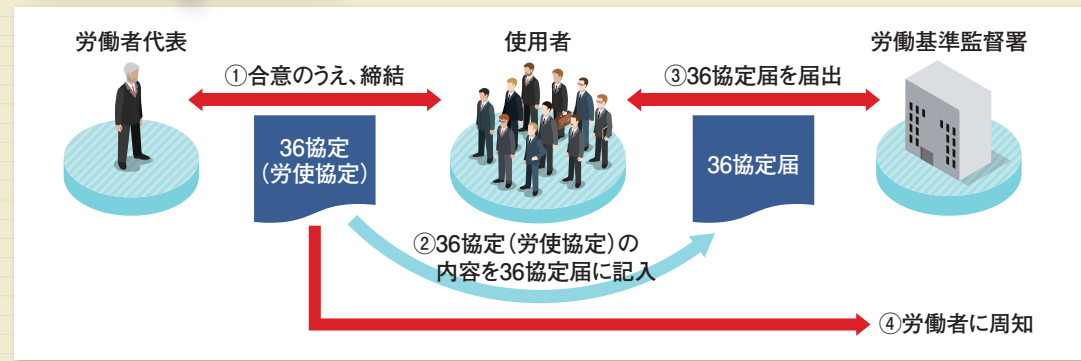 労働者代表
使用者
労働基準監督署
①合意のうえ、締結
③36協定届を届出
36協定
(労使協定)
36協定届
②36協定(労使協定)の
内容を36協定届に記入
④労働者に周知